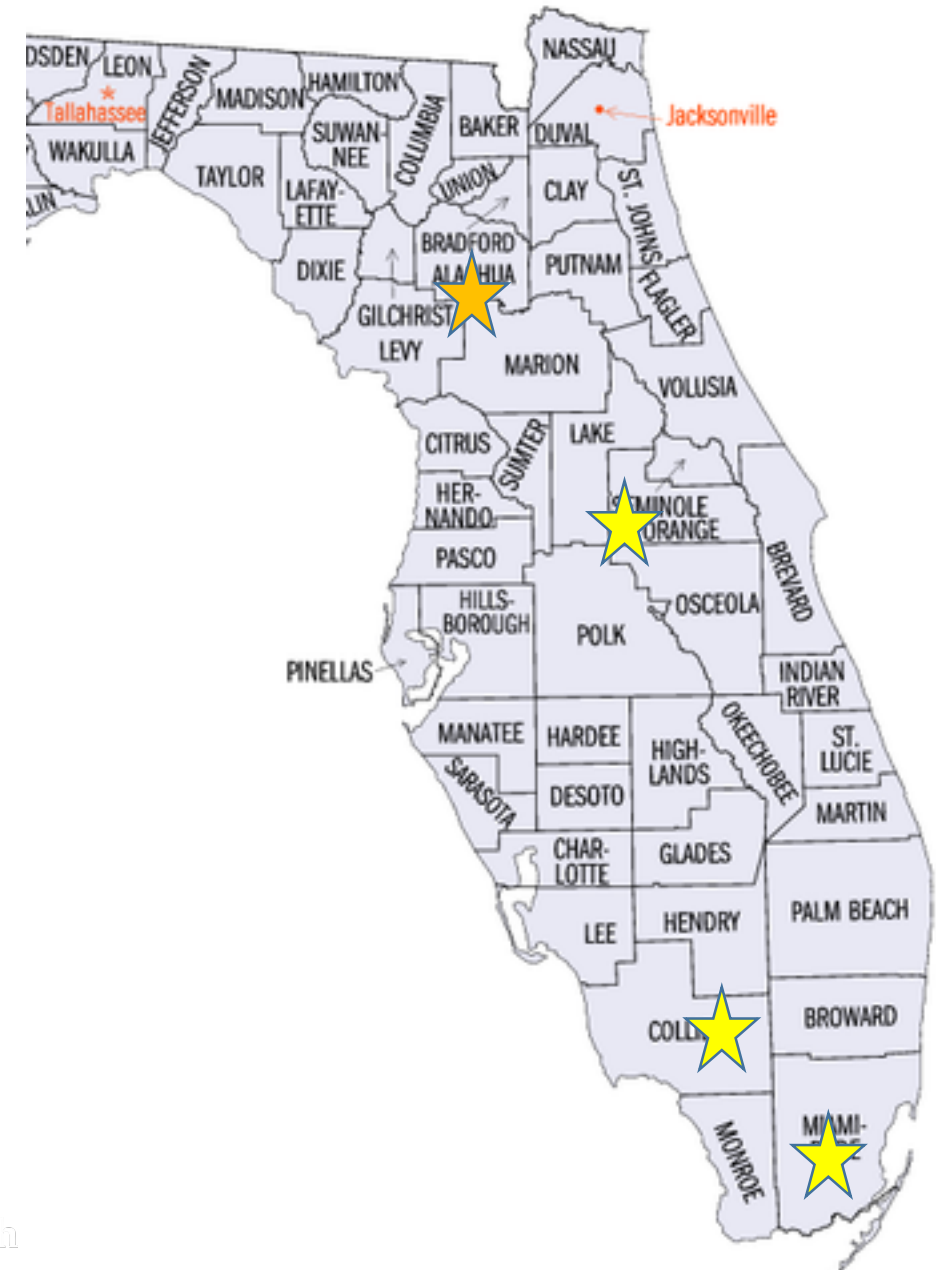 NASSAU
DSDEN
LEON
Tallahassee
JEFFERSON
MADISON
HAMILTON
COLUMBIA
BAKER
DUVAL
Jacksonville
WAKULLA
TAYLOR
SUWAN-
NEE
LAFAY-
ETTE
UNION
CLAY
ST. JOHNS
LIN
DIXIE
BRADFORD
PUTNAM
FLAGLER
GILCHRIST
LEVY
MARION
VOLUSIA
CITRUS
SUMTER
LAKE
HER-
NANDO
ORANGE
PASCO
BREVARD
HILLS-
BOROUGH
POLK
OSCEOLA
PINELLAS
INDIAN
RIVER
MANATEE
HARDEE
HIGH-
LANDS
OKEECHOBEE
ST.
LUCIE
SARASOTA
DESOTO
MARTIN
CHAR-
LOTTE
GLADES
LEE
HENDRY
PALM BEACH
BROWARD
MONROE
n